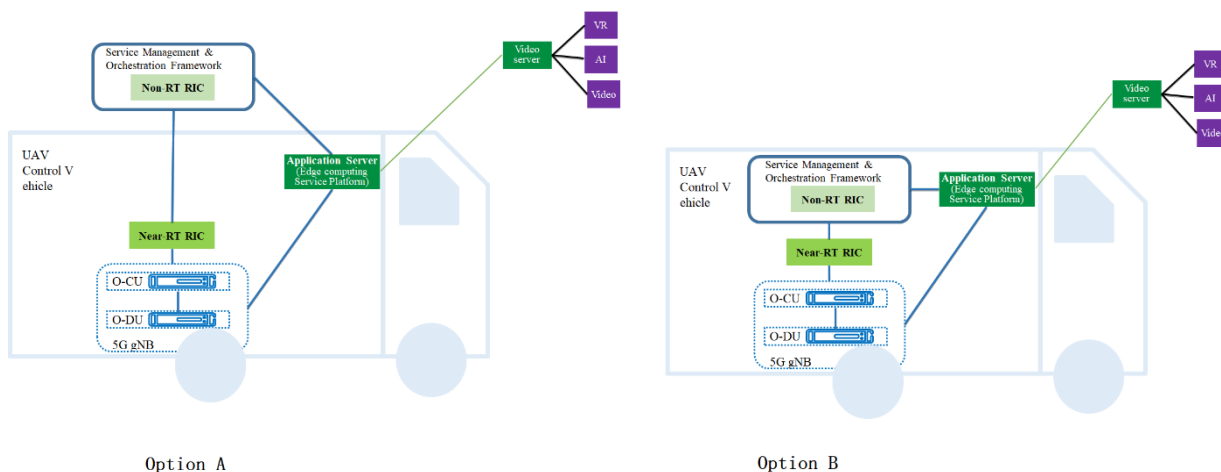 Service Management &
Orchestration Framework
Non-RT RIC
Video
server
VR
AI
Video
UAV
Control V
ehicle
Application Server
(Edge computing
Service Platform)
Near-RT RIC
O-CU
O-DU
5G gNB
Option A
VR
AI
Video
Video
server
UAV
Control V
ehicle
Service Management &
Orchestration Framework
Non-RT RIC
Application Server
(Edge computing
Service Platform)
Near-RT RIC
O-CU
O-DU
5G gNB
Option B